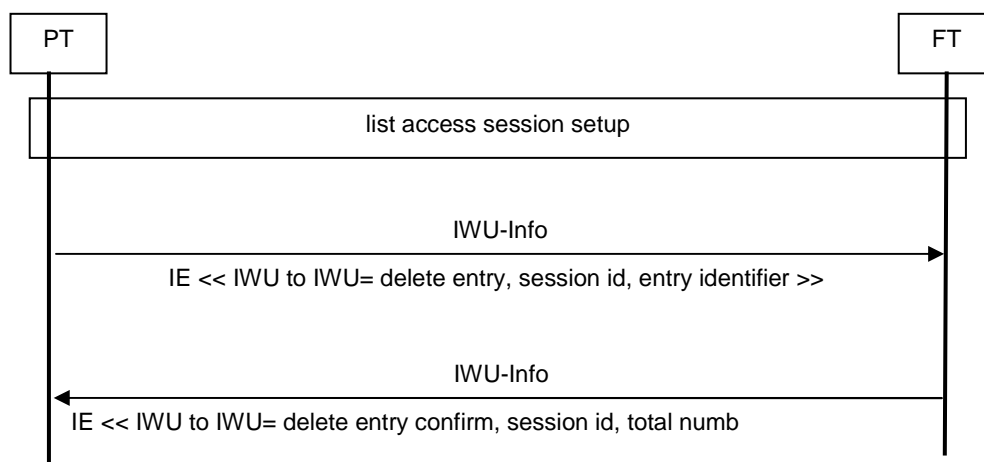 PT
FT
list access session setup
IWU-Info
IE << IWU to IWU= delete entry, session id, entry identifier >>
IWU-Info
IE << IWU to IWU= delete entry confirm, session id, total numb